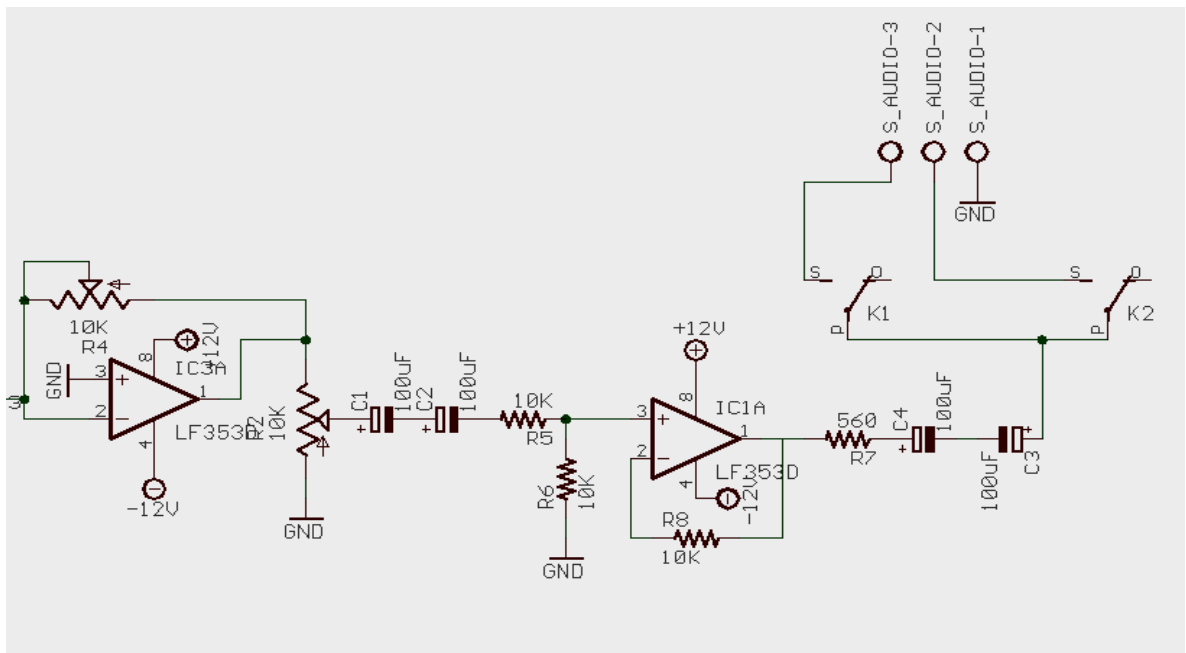 S_AUDIO-3
S_AUDIO-2
S_AUDIO-1
GND
S
O
K1
P
S
O
K2
P
10K
R4
GND
3
+
2
−
8
+12V
IC3A
1
4
LF353D
-12V
R2
10K
GND
C1
+
100uF
C2
+
100uF
10K
R5
R6
10K
GND
+12V
8
IC1A
3
+
2
−
1
4
LF353D
-12V
R8
10K
560
R7
C4
+
100uF
100uF
+
C3